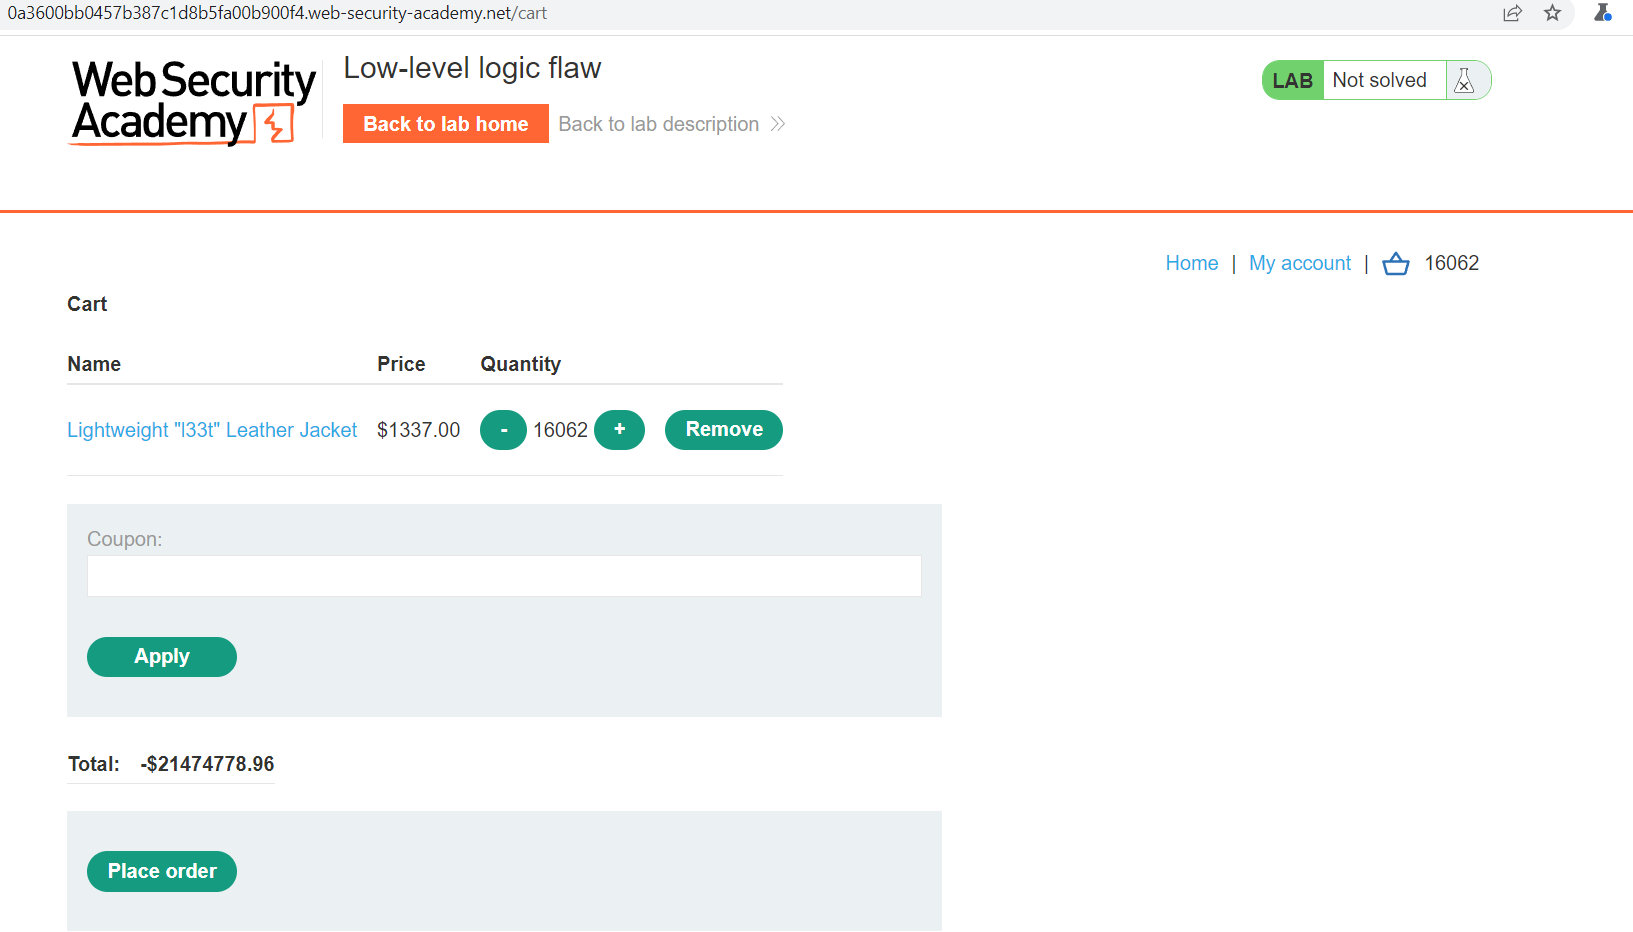 0a3600bb0457b387c1d8b5fa00b900f4.web-security-academy.net/cart
Web Security
Academy
Low-level logic flaw
Back to lab home
Back to lab description
LAB
Not solved
Home | My account | 16062
Cart
Name Price Quantity
Lightweight "l33t" Leather Jacket $1337.00 - 16062 + Remove
Coupon:
Apply
Total: -$21474778.96
Place order